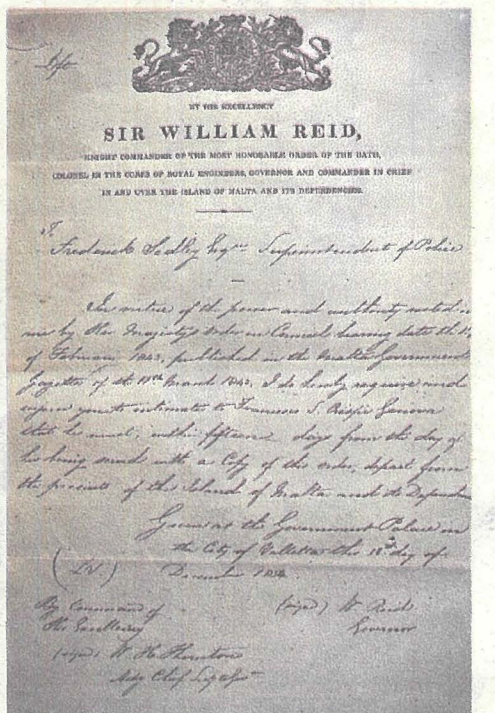 BY HIS EXCELLENCY
SIR WILLIAM REID,
KNIGHT COMMANDER OF THE MOST HONORABLE ORDER OF THE BATH,
COLONEL IN THE CORPS OF ROYAL ENGINEERS, GOVERNOR AND COMMANDER IN CHIEF
IN AND OVER THE ISLAND OF MALTA AND ITS DEPENDENCIES.
To
Frederick Sedley Esqre Superintendent of Police
In virtue of the power and authority vested in
me by Her Majesty's Order in Council bearing date the
of February 1843, published in the Malta Government
Gazette of the March 1843, I do hereby require and
upon you to intimate to Francesco S. Crispi Genova
that he must, within fifteen days from the day of
his being served with a Copy of this order, depart from
the precincts of the Island of Malta and its Dependen
Given at the Government Palace in
the City of Valletta this day of
December
By Command of
His Excellency
(signed) W. Reid
Governor
(signed) W. H. Thornton